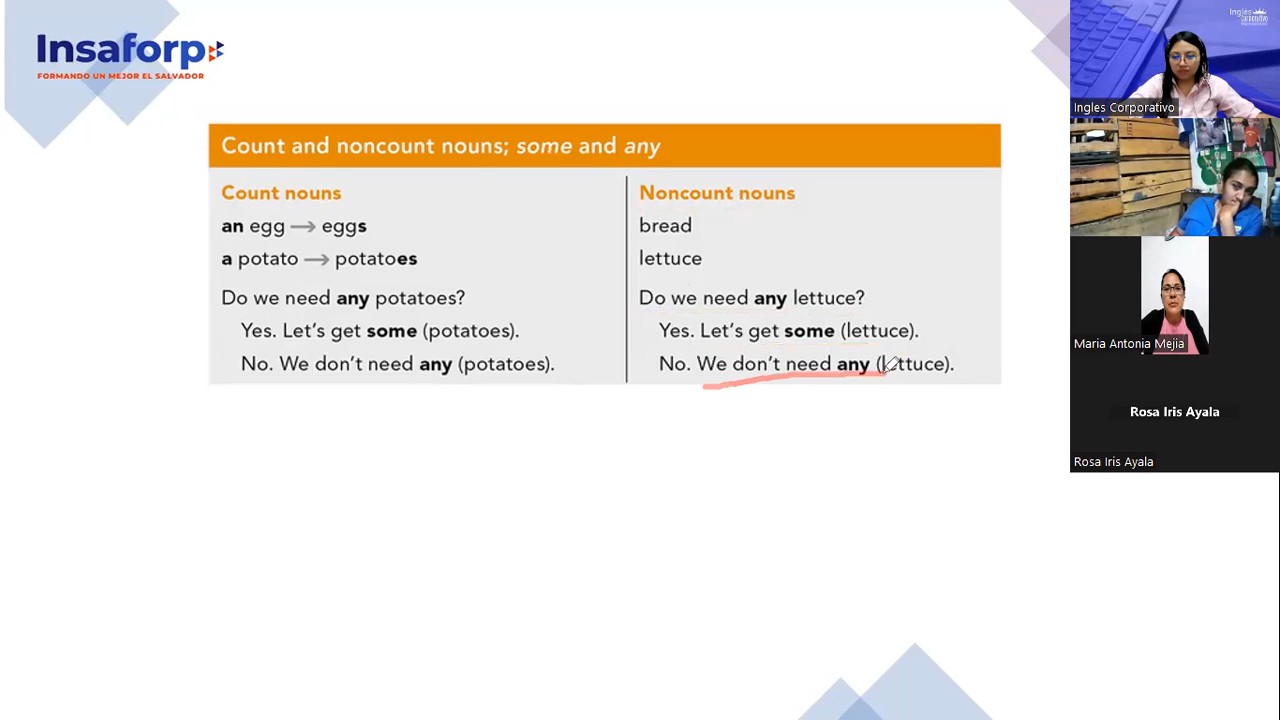 Insaforp
FORMANDO UN MEJOR EL SALVADOR
Count and noncount nouns; some and any
Count nouns
an egg → eggs
a potato → potatoes
Do we need any potatoes?
Yes. Let's get some (potatoes).
No. We don't need any (potatoes).
Noncount nouns
bread
lettuce
Do we need any lettuce?
Yes. Let's get some (lettuce).
No. We don't need any (lettuce).
Inglés
Ingles Corporativo
Maria Antonia Mejia
Rosa Iris Ayala
Rosa Iris Ayala